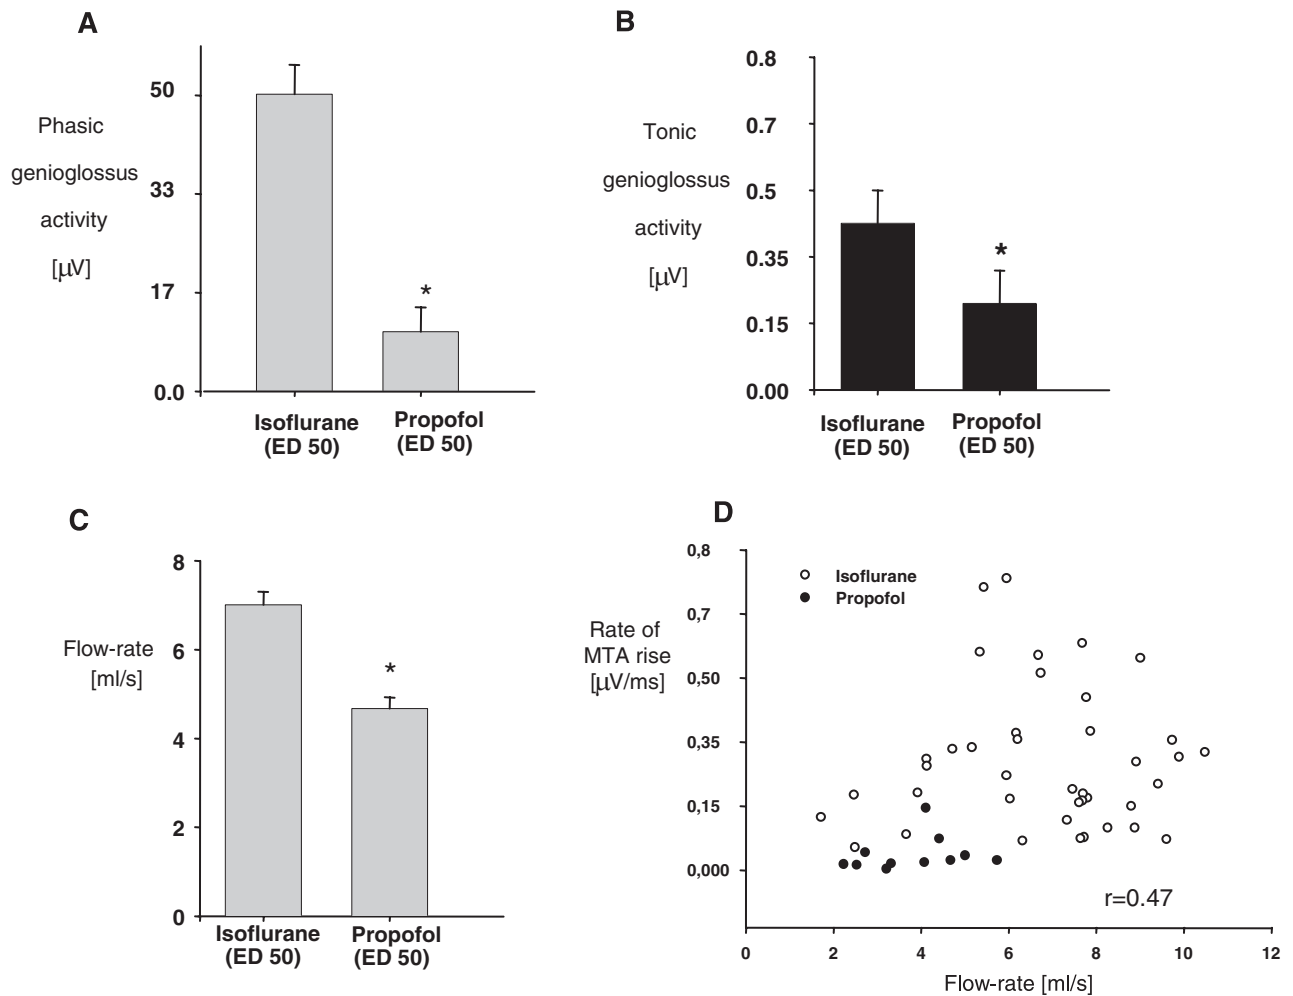 A
50
33
17
0.0
Phasic
genioglossus
activity
[μV]
*
Isoflurane
(ED 50)
Propofol
(ED 50)
B
0.8
0.7
0.5
0.35
0.15
0.00
Tonic
genioglossus
activity
[μV]
*
Isoflurane
(ED 50)
Propofol
(ED 50)
C
8
6
4
2
0
Flow-rate
[ml/s]
*
Isoflurane
(ED 50)
Propofol
(ED 50)
D
0,8
0,7
0,50
0,35
0,15
0,000
Rate of
MTA rise
[μV/ms]
Isoflurane
Propofol
r=0.47
0 2 4 6 8 10 12
Flow-rate [ml/s]